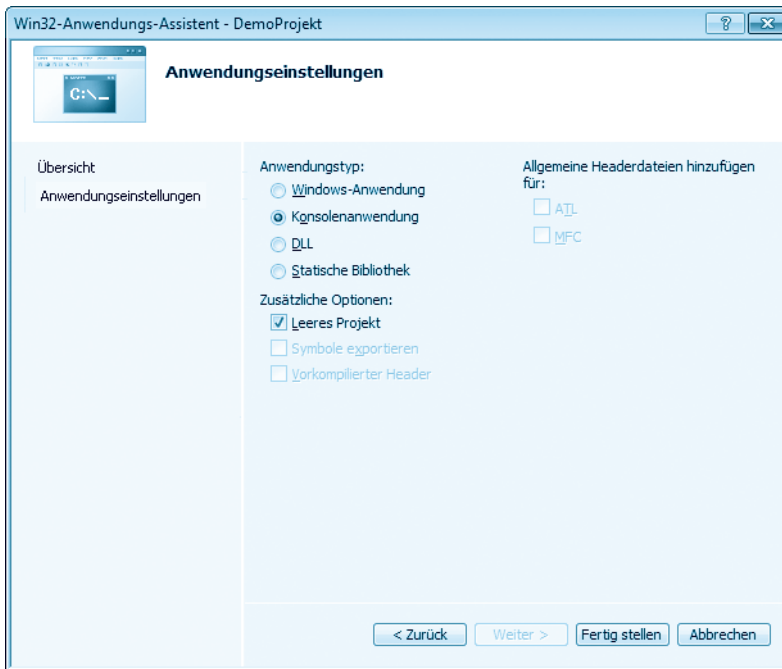 Win32-Anwendungs-Assistent - DemoProjekt
Anwendungseinstellungen
C:\_
Übersicht
Anwendungseinstellungen
Anwendungstyp:
Windows-Anwendung
Konsolenanwendung
DLL
Statische Bibliothek
Zusätzliche Optionen:
Leeres Projekt
Symbole exportieren
Vorkompilierter Header
Allgemeine Headerdateien hinzufügen
für:
ATL
MFC
< Zurück
Weiter >
Fertig stellen
Abbrechen